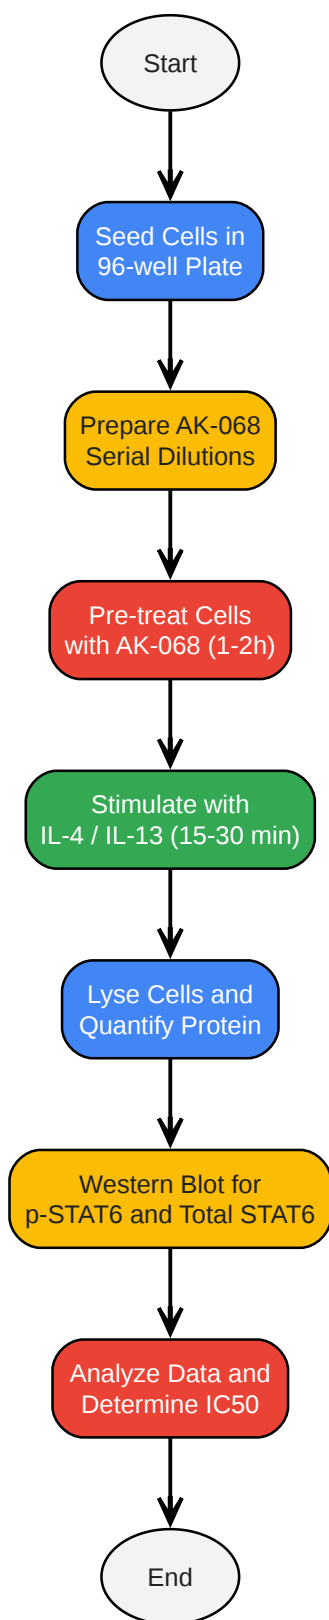 Start
Seed Cells in
96-well Plate
Prepare AK-068
Serial Dilutions
Pre-treat Cells
with AK-068 (1-2h)
Stimulate with
IL-4 / IL-13 (15-30 min)
Lyse Cells and
Quantify Protein
Western Blot for
p-STAT6 and Total STAT6
Analyze Data and
Determine IC50
End